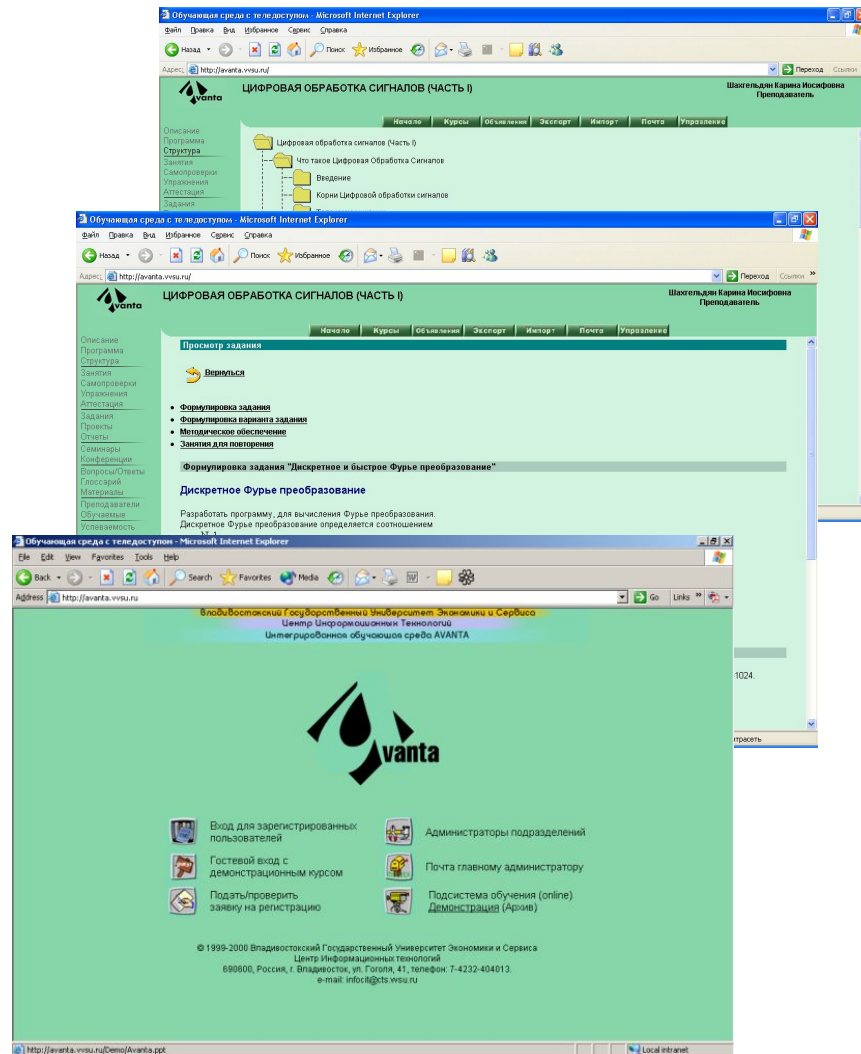 Обучающая среда с теледоступом - Microsoft Internet Explorer
Файл Правка Вид Избранное Сервис Справка
Назад Поиск Избранное
Адрес: http://avanta.vvsu.ru/ Переход Ссылки
Avanta
ЦИФРОВАЯ ОБРАБОТКА СИГНАЛОВ (ЧАСТЬ I)
Шахгельдян Карина Иосифовна
Преподаватель
Начало Курсы Объявления Экспорт Импорт Почта Управление
Описание
Программа
Структура
Занятия
Самопроверки
Упражнения
Аттестация
Задания
Цифровая обработка сигналов (Часть I)
Что такое Цифровая Обработка Сигналов
Введение
Корни Цифровой обработки сигналов
Обучающая среда с теледоступом - Microsoft Internet Explorer
Файл Правка Вид Избранное Сервис Справка
Назад Поиск Избранное
Адрес: http://avanta.vvsu.ru/ Переход Ссылки »
Avanta
ЦИФРОВАЯ ОБРАБОТКА СИГНАЛОВ (ЧАСТЬ I)
Шахгельдян Карина Иосифовна
Преподаватель
Начало Курсы Объявления Экспорт Импорт Почта Управление
Описание
Программа
Структура
Занятия
Самопроверки
Упражнения
Аттестация
Задания
Проекты
Отчеты
Семинары
Конференции
Вопросы/Ответы
Глоссарий
Материалы
Преподаватели
Обучаемые
Успеваемость
Просмотр задания
Вернуться
• Формулировка задания
• Формулировка варианта задания
• Методическое обеспечение
• Занятия для повторения
Формулировка задания "Дискретное и быстрое Фурье преобразование"
Дискретное Фурье преобразование
Разработать программу, для вычисления Фурье преобразования.
Дискретное Фурье преобразование определяется соотношением
1024.
Обучающая среда с теледоступом - Microsoft Internet Explorer
File Edit View Favorites Tools Help
Back Search Favorites Media
Address http://avanta.vvsu.ru Go Links »
Владивостокский Государственный Университет Экономики и Сервиса
Центр Информационных Технологий
Интегрированная обучающая среда AVANTA
Avanta
Вход для зарегистрированных
пользователей
Администраторы подразделений
Гостевой вход с
демонстрационным курсом
Почта главному администратору
Подать/проверить
заявку на регистрацию
Подсистема обучения (online)
Демонстрация (Архив)
© 1999-2000 Владивостокский Государственный Университет Экономики и Сервиса
Центр Информационных технологий
690600, Россия, г. Владивосток, ул. Гоголя, 41, телефон: 7-4232-404013.
e-mail: infocit@cts.vvsu.ru
http://avanta.vvsu.ru/Demo/Avanta.ppt Local intranet